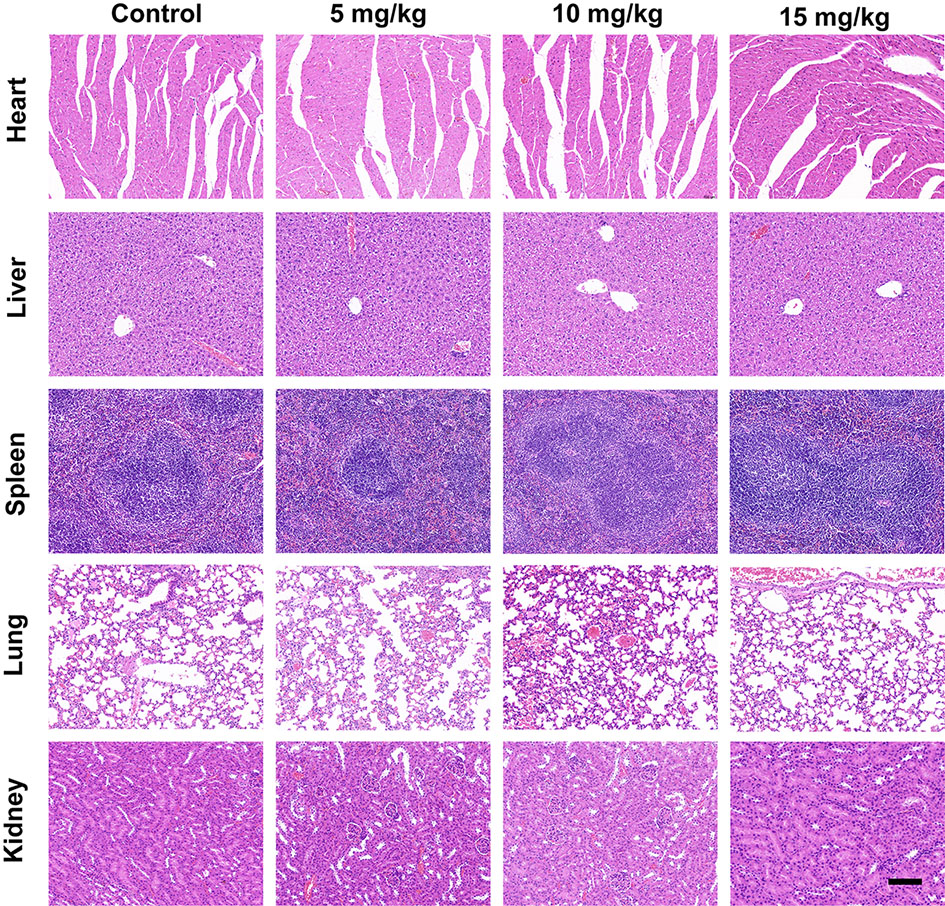 Control 5 mg/kg 10 mg/kg 15 mg/kg
Heart
Liver
Spleen
Lung
Kidney